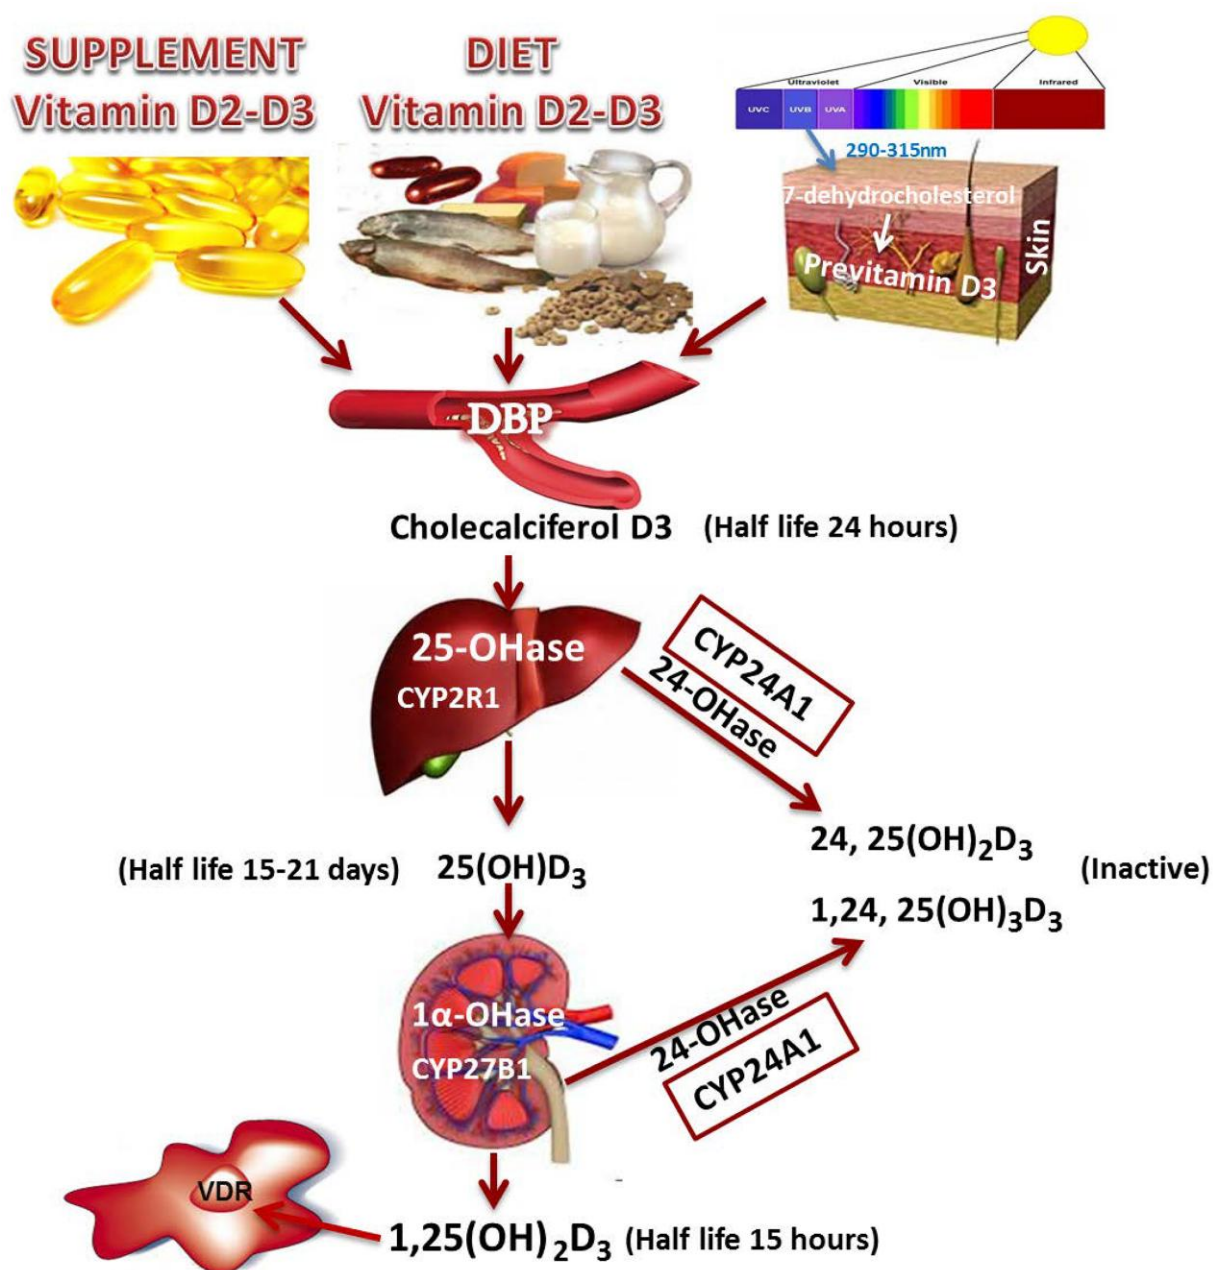 SUPPLEMENT
Vitamin D2-D3
DIET
Vitamin D2-D3
Ultraviolet
Visible
Infrared
UVC
UVB
UVA
290-315nm
7-dehydrocholesterol
Previtamin D3
Skin
DBP
Cholecalciferol D3 (Half life 24 hours)
25-OHase
CYP2R1
CYP24A1
24-OHase
24, 25(OH)₂D₃
(Inactive)
(Half life 15-21 days) 25(OH)D₃
1,24, 25(OH)₃D₃
1α-OHase
CYP27B1
24-OHase
CYP24A1
VDR
1,25(OH)₂D₃ (Half life 15 hours)